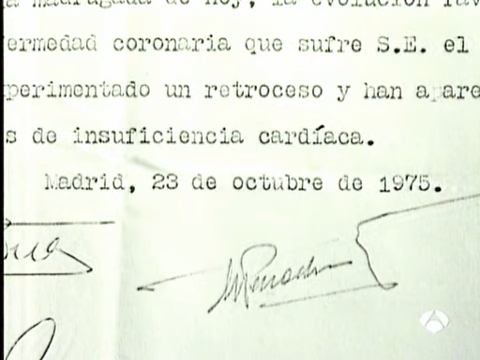 madrugada de hoy, la evolución
ermedad coronaria que sufre S.E. el
perimentado un retroceso y han apare
s de insuficiencia cardíaca.
Madrid, 23 de octubre de 1975.